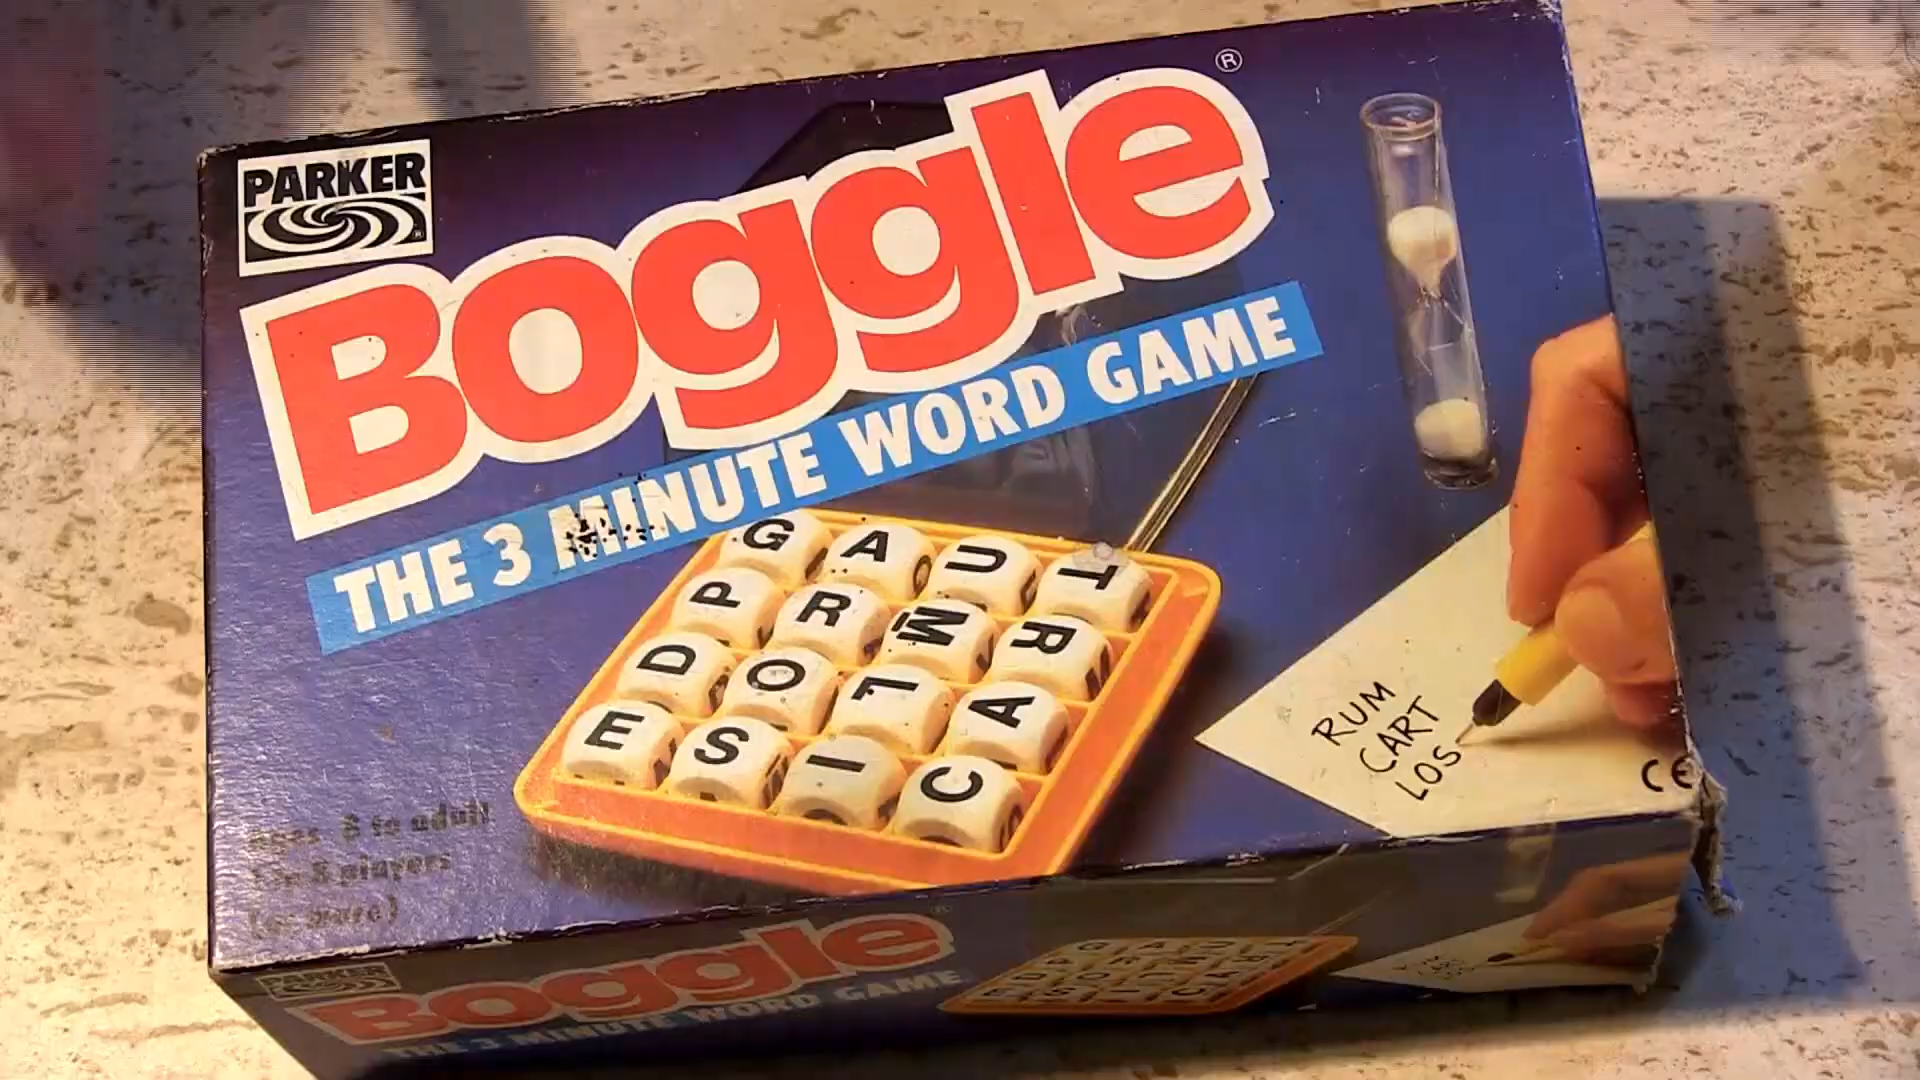 PARKER
Boggle®
THE 3 MINUTE WORD GAME
G A U T
P R M R
D O L A
E S I C
RUM
CART
LOS
CE
ages 8 to adult
players
PARKER
Boggle
THE 3 MINUTE WORD GAME